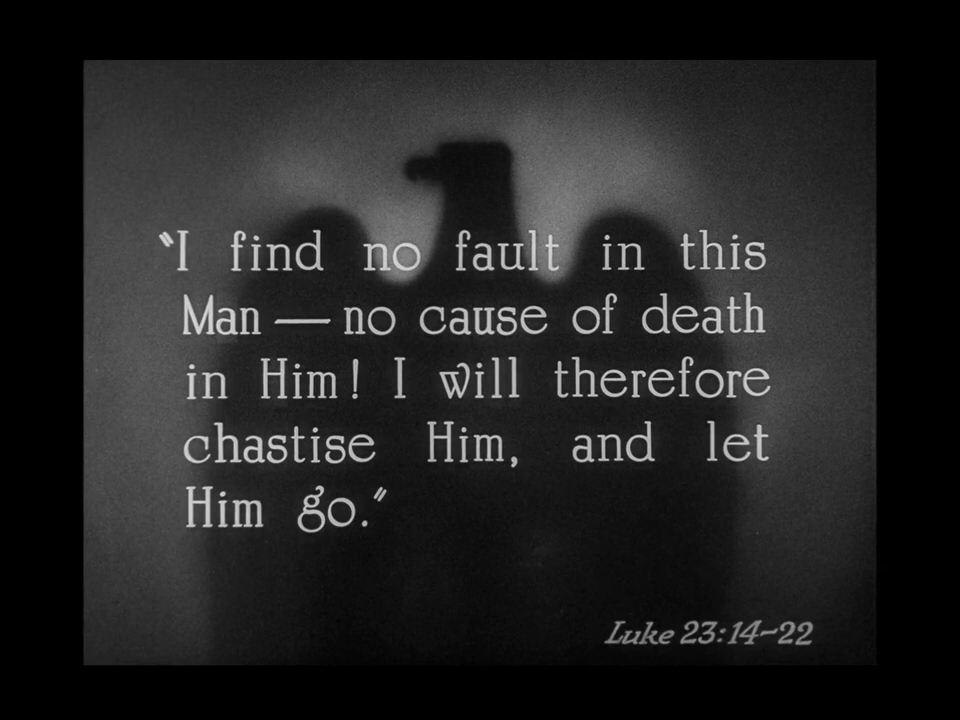 "I find no fault in this
Man — no cause of death
in Him! I will therefore
chastise Him, and let
Him go."
Luke 23:14-22